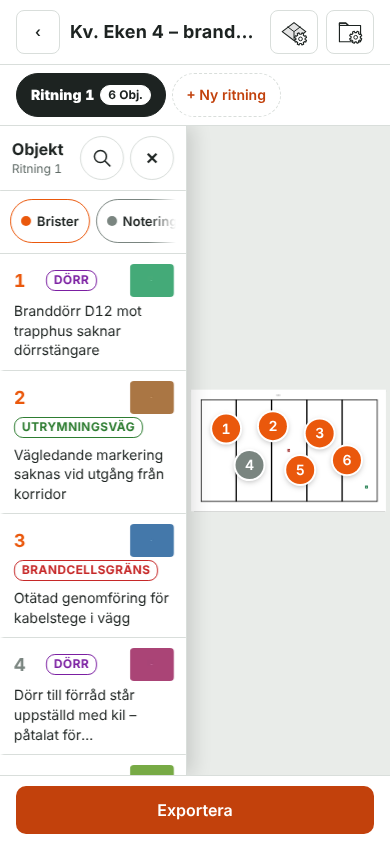 Kv. Eken 4 – brand...
Ritning 1 6 Obj.
+ Ny ritning
Objekt
Ritning 1
Brister
Notering
1 DÖRR
Branddörr D12 mot
trapphus saknar
dörrstängare
2
UTRYMNINGSVÄG
Vägledande markering
saknas vid utgång från
korridor
3
BRANDCELLSGRÄNS
Otätad genomföring för
kabelstege i vägg
4 DÖRR
Dörr till förråd står
uppställd med kil –
påtalat för...
1
2
3
4
5
6
Exportera